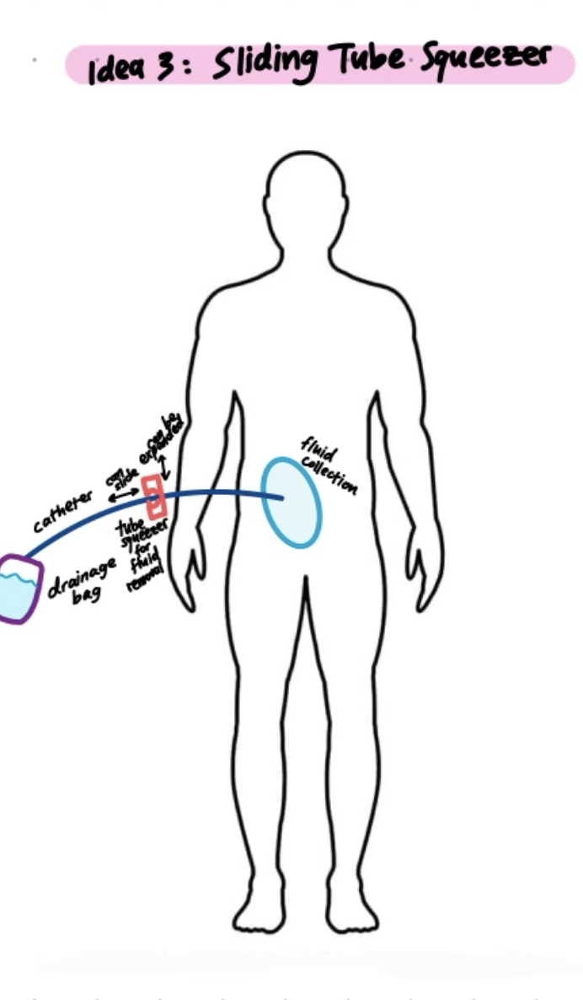 Idea 3: Sliding Tube Squeezer
can be
expanded
can
slide
fluid
collection
catheter
tube
squeezer
for
fluid
removal
drainage
bag